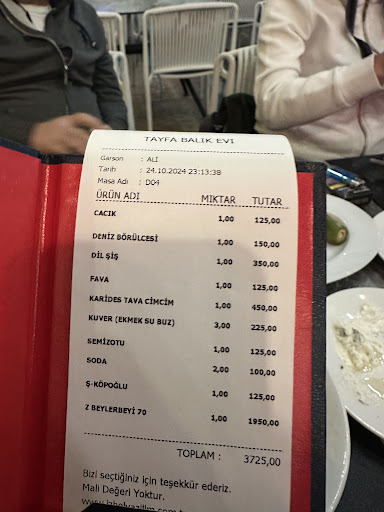 TAYFA BALIK EVI
Garson : ALİ
Tarih : 24.10.2024 23:13:38
Masa Adı : D04
ÜRÜN ADI MIKTAR TUTAR
CACIK 1,00 125,00
DENİZ BÖRÜLCESİ 1,00 150,00
DİL ŞİŞ 1,00 350,00
FAVA 1,00 125,00
KARİDES TAVA CİMCİM 1,00 450,00
KUVER (EKMEK SU BUZ) 3,00 225,00
SEMİZOTU 1,00 125,00
SODA 2,00 100,00
Ş-KÖPOĞLU 1,00 125,00
Z BEYLERBEYİ 70 1,00 1950,00
TOPLAM : 3725,00
Bizi seçtiğiniz için teşekkür ederiz.
Mali Değeri Yoktur.